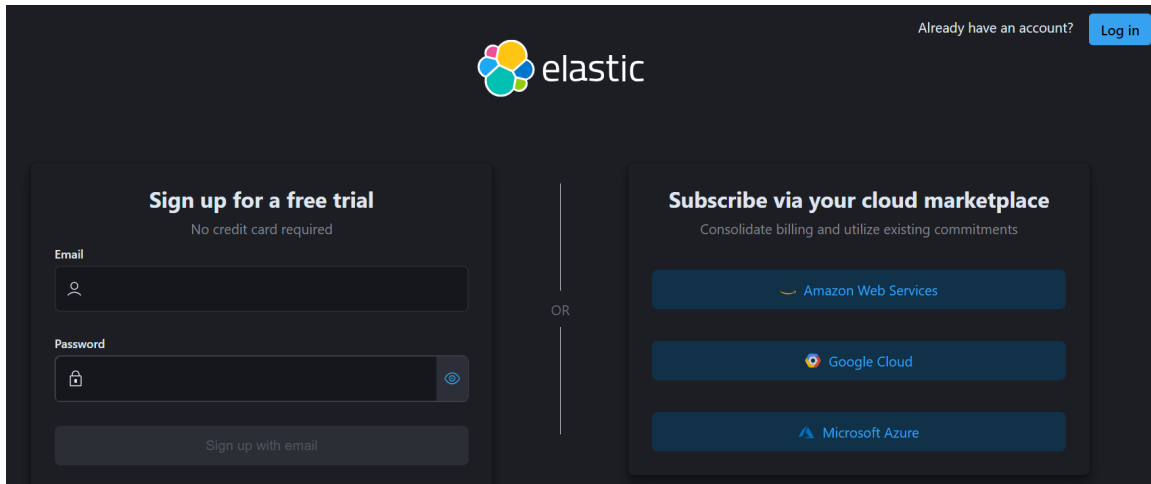 Already have an account?
Log in
elastic
Sign up for a free trial
No credit card required
Email
Password
Sign up with email
OR
Subscribe via your cloud marketplace
Consolidate billing and utilize existing commitments
Amazon Web Services
Google Cloud
Microsoft Azure